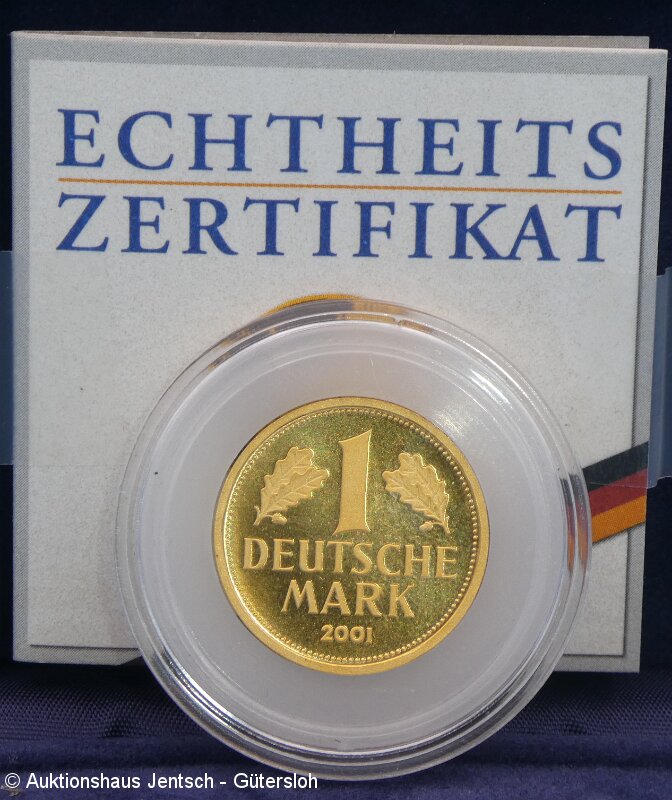 ECHTHEITS
ZERTIFIKAT
1
DEUTSCHE
MARK
2001
© Auktionshaus Jentsch - Gütersloh